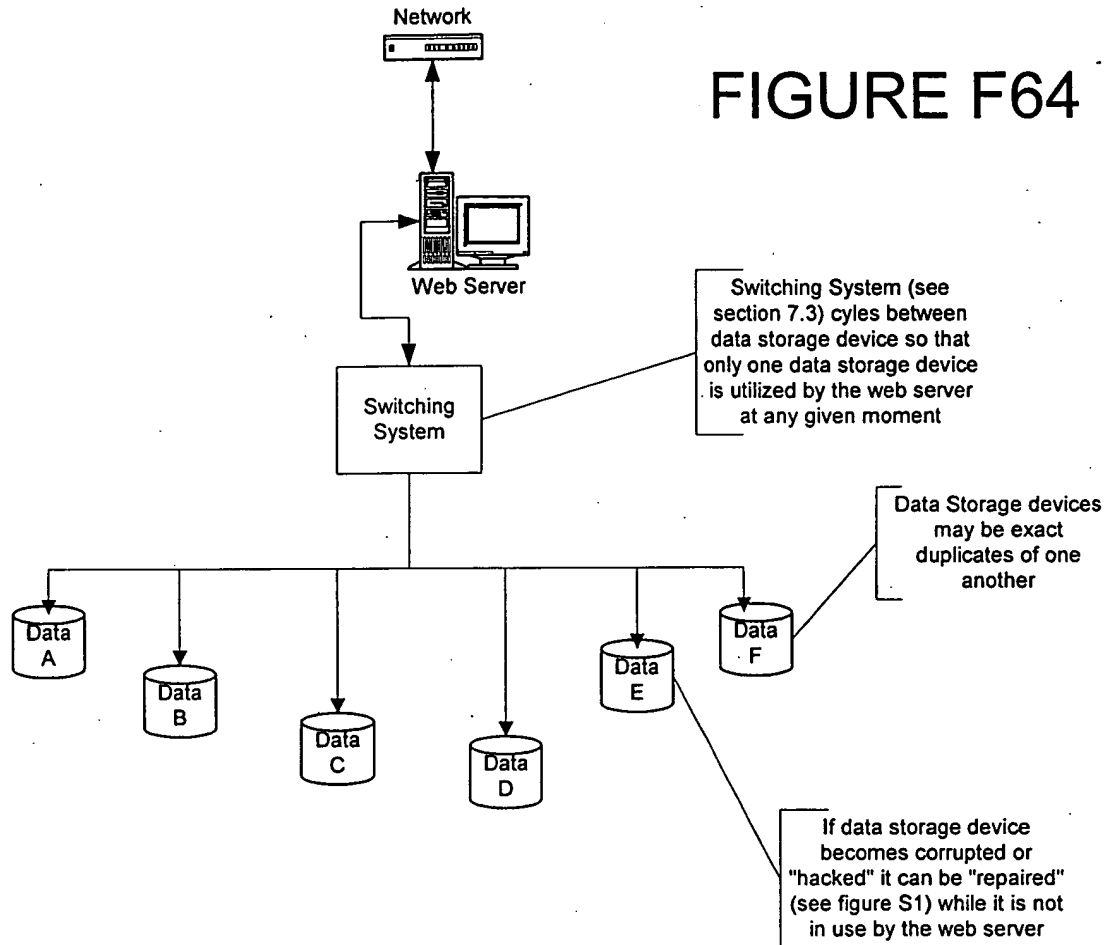 Network
FIGURE F64
Web Server
Switching System (see
section 7.3) cyles between
data storage device so that
only one data storage device
is utilized by the web server
at any given moment
Switching
System
Data Storage devices
may be exact
duplicates of one
another
Data
A
Data
B
Data
C
Data
D
Data
E
Data
F
If data storage device
becomes corrupted or
"hacked" it can be "repaired"
(see figure S1) while it is not
in use by the web server